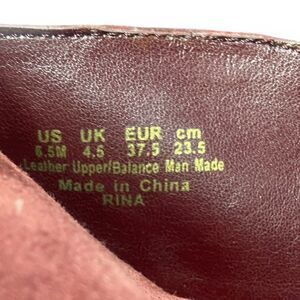 US UK EUR cm
6.5M 4.5 37.5 23.5
Leather Upper/Balance Man Made
Made in China
RINA